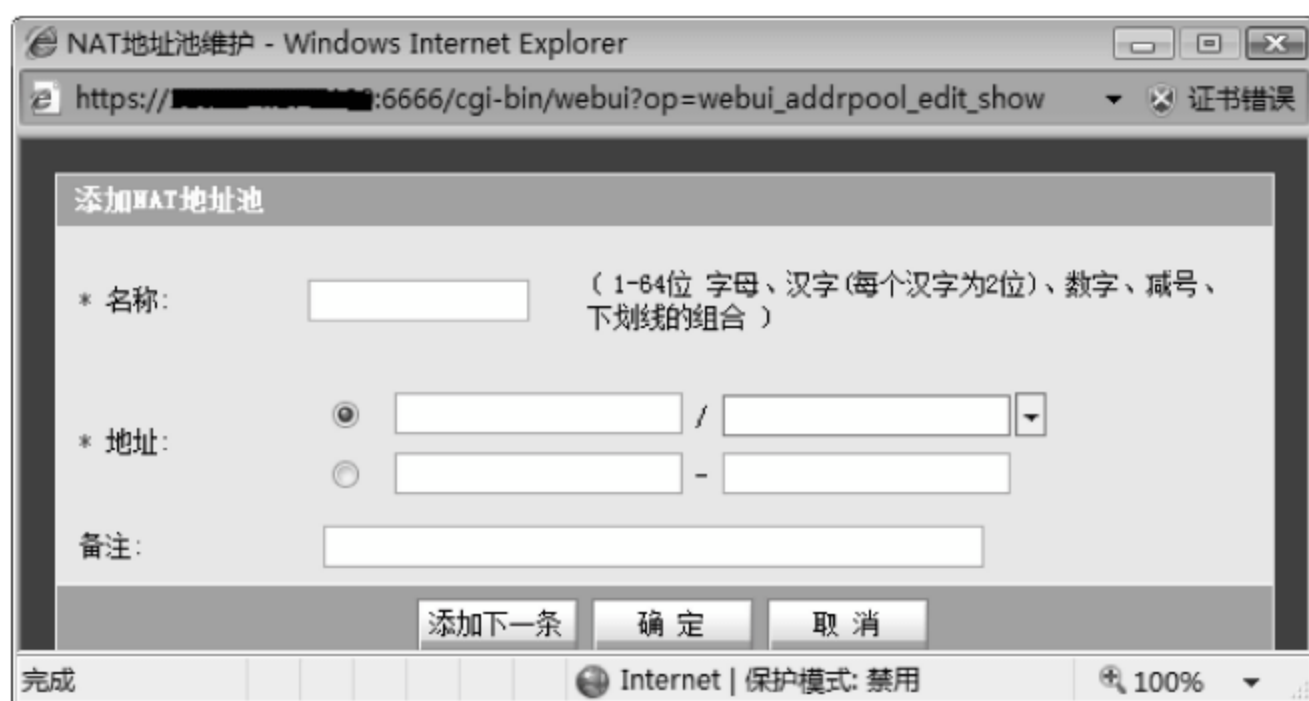 NAT地址池维护 - Windows Internet Explorer
https:// :6666/cgi-bin/webui?op=webui_addrpool_edit_show 证书错误
添加NAT地址池
* 名称: ( 1-64位 字母、汉字(每个汉字为2位)、数字、减号、
下划线的组合 )
* 地址:
/
-
备注:
添加下一条 确 定 取 消
完成 Internet | 保护模式: 禁用 100%